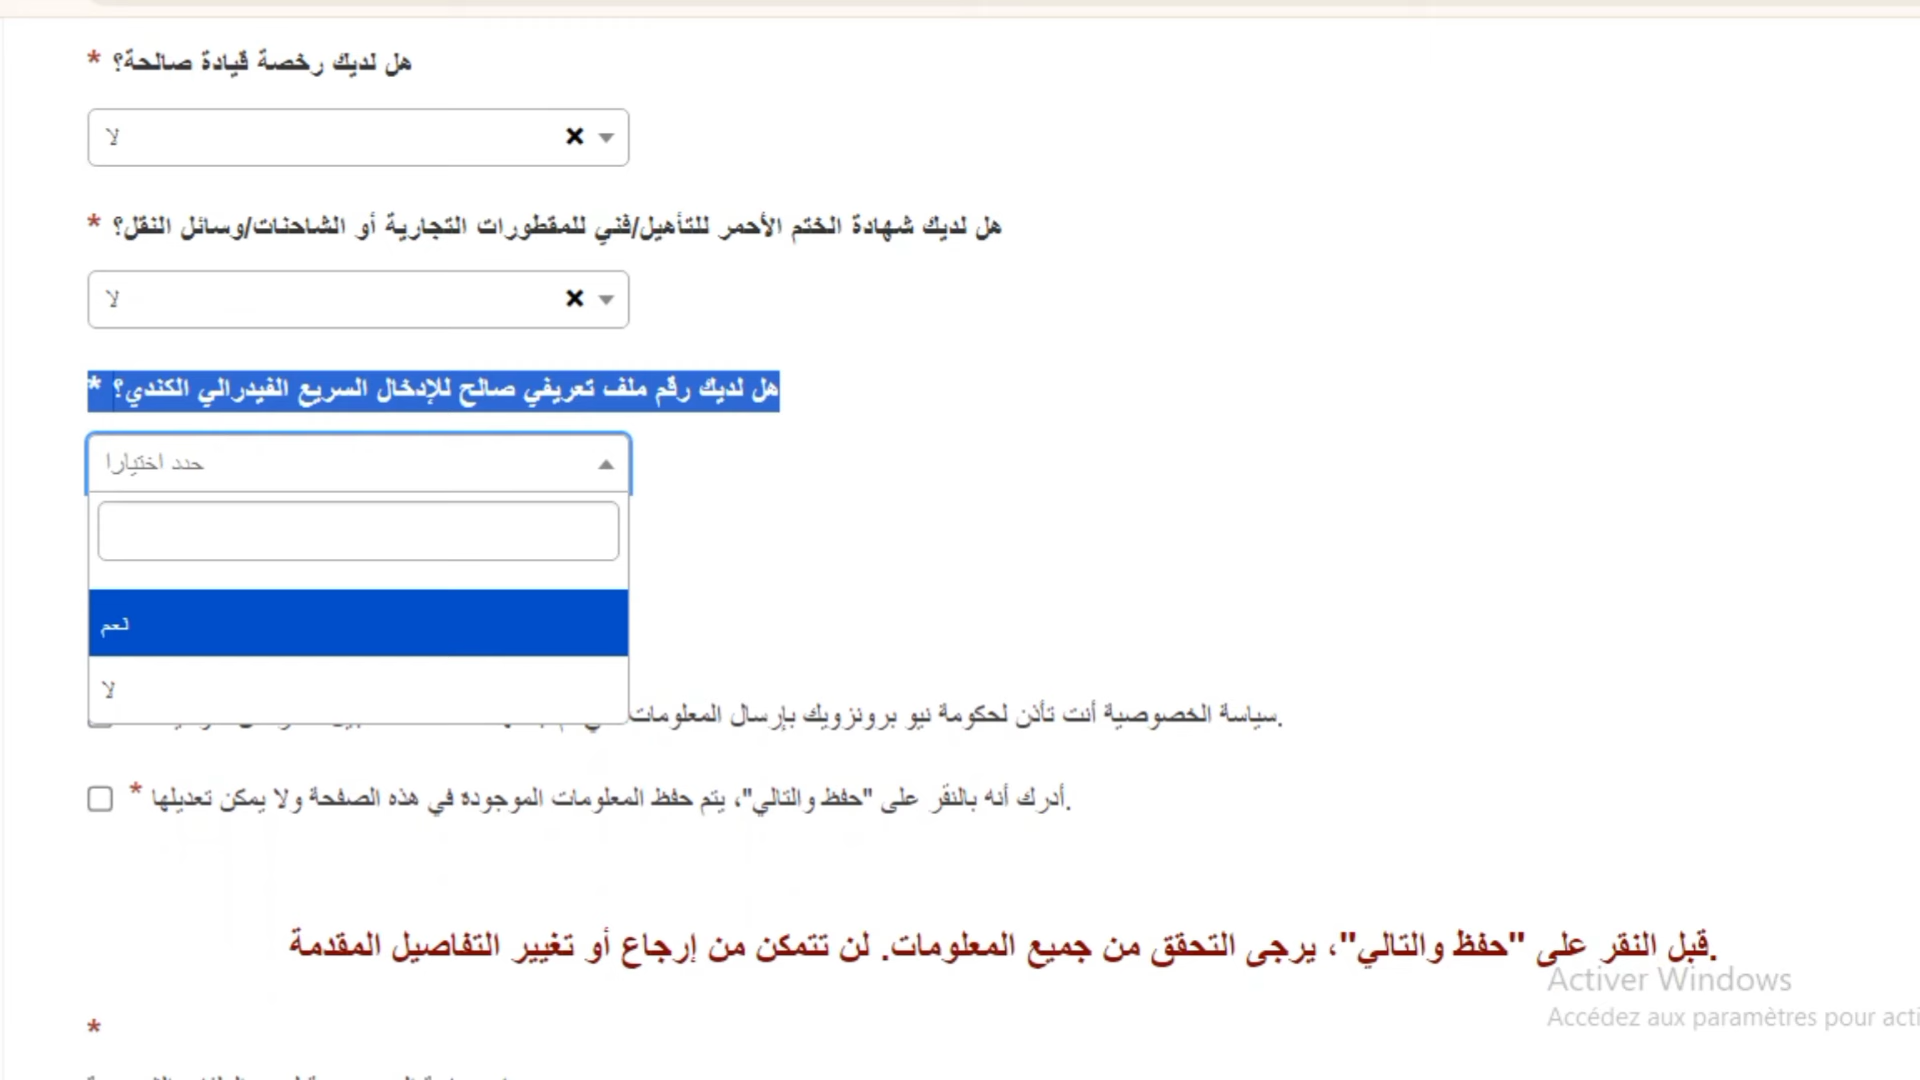 هل لديك رخصة قيادة صالحة؟ *
لا
هل لديك شهادة الختم الأحمر للتأهيل/فني للمقطورات التجارية أو الشاحنات/وسائل النقل؟ *
لا
هل لديك رقم ملف تعريفي صالح للإدخال السريع الفيدرالي الكندي؟ *
حدد اختيارا
نعم
لا
سياسة الخصوصية أنت تأذن لحكومة نيو برونزويك بإرسال المعلومات
أدرك أنه بالنقر على "حفظ والتالي"، يتم حفظ المعلومات الموجودة في هذه الصفحة ولا يمكن تعديلها. *
قبل النقر على "حفظ والتالي"، يرجى التحقق من جميع المعلومات. لن تتمكن من إرجاع أو تغيير التفاصيل المقدمة.
Activer Windows
Accédez aux paramètres pour acti
*